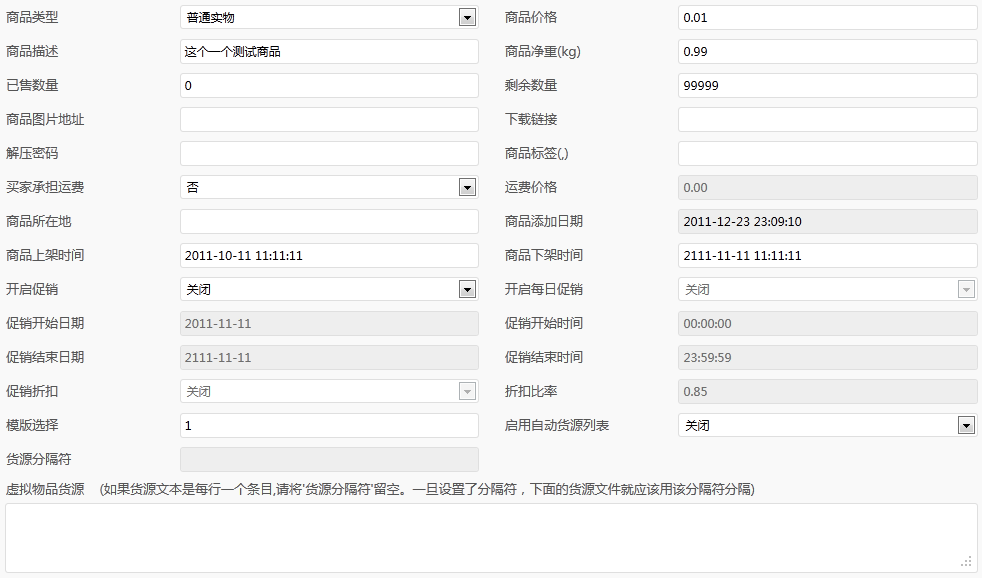 商品类型 普通实物 商品价格 0.01
商品描述 这个一个测试商品 商品净重(kg) 0.99
已售数量 0 剩余数量 99999
商品图片地址 下载链接
解压密码 商品标签(,)
买家承担运费 否 运费价格 0.00
商品所在地 商品添加日期 2011-12-23 23:09:10
商品上架时间 2011-10-11 11:11:11 商品下架时间 2111-11-11 11:11:11
开启促销 关闭 开启每日促销 关闭
促销开始日期 2011-11-11 促销开始时间 00:00:00
促销结束日期 2111-11-11 促销结束时间 23:59:59
促销折扣 关闭 折扣比率 0.85
模版选择 1 启用自动货源列表 关闭
货源分隔符
虚拟物品货源 (如果货源文本是每行一个条目,请将'货源分隔符'留空。一旦设置了分隔符，下面的货源文件就应该用该分隔符分隔)